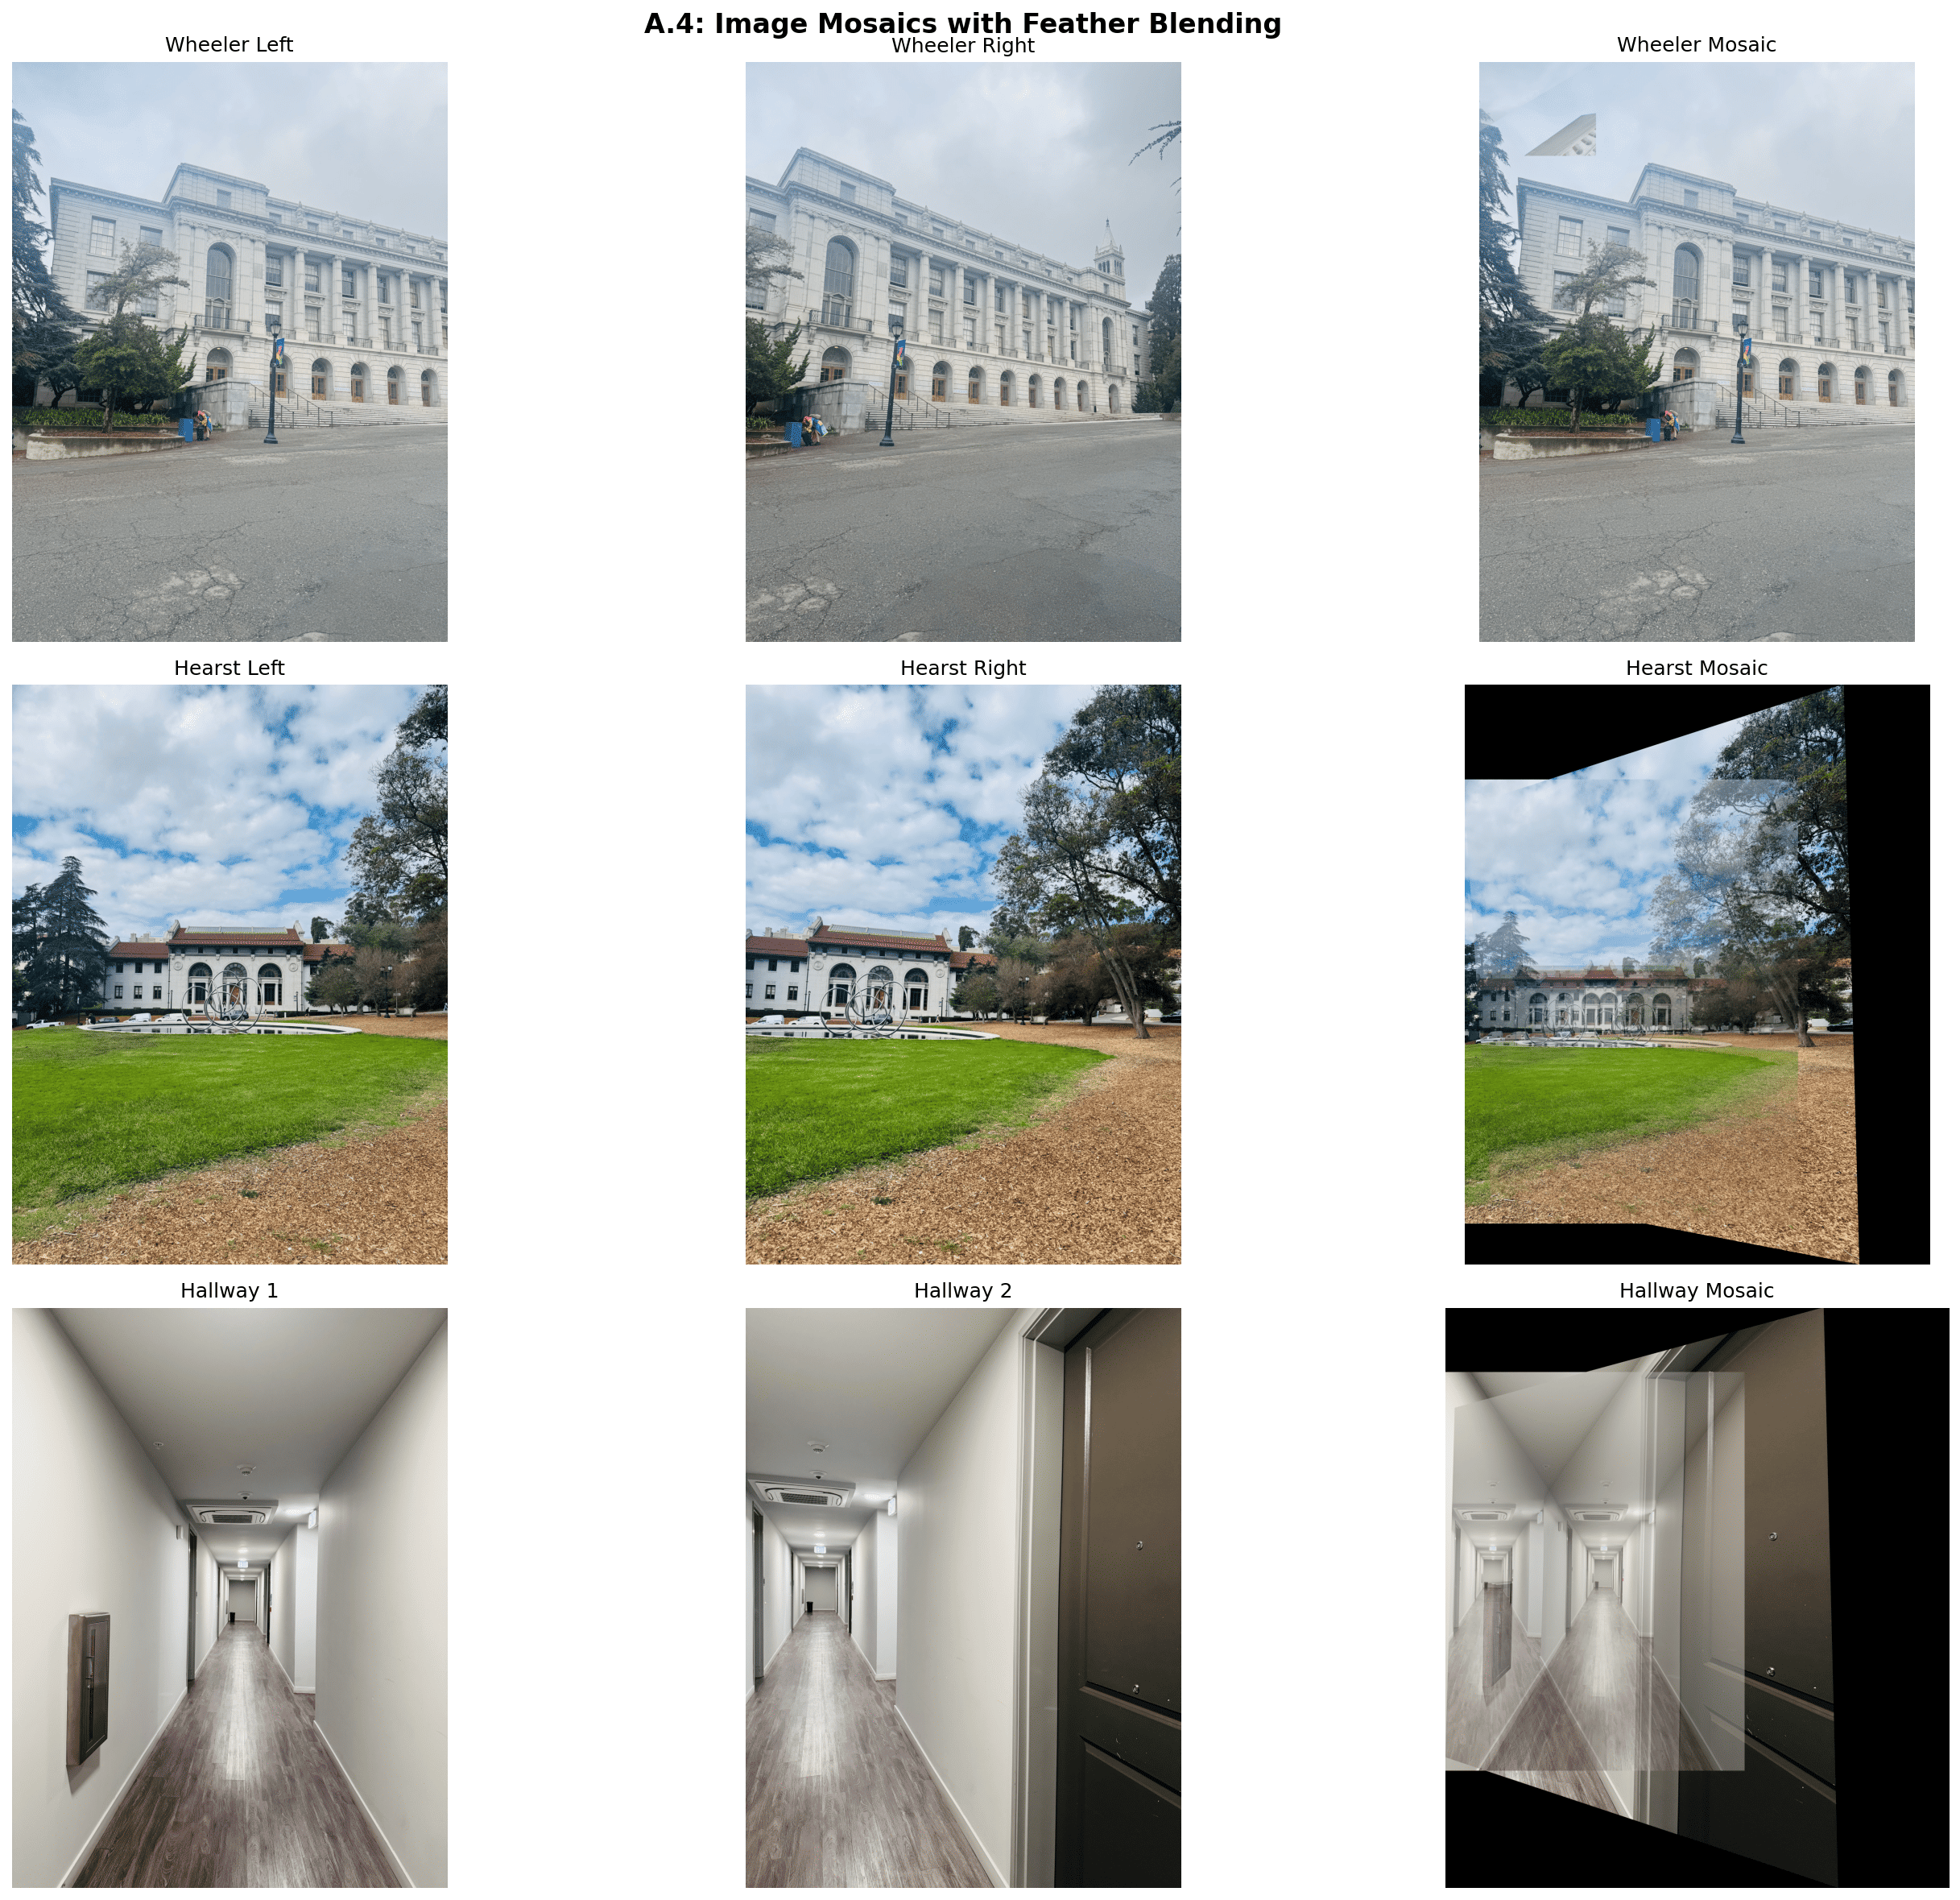 A.4: Image Mosaics with Feather Blending
Wheeler Left
Wheeler Right
Wheeler Mosaic
Hearst Left
Hearst Right
Hearst Mosaic
Hallway 1
Hallway 2
Hallway Mosaic